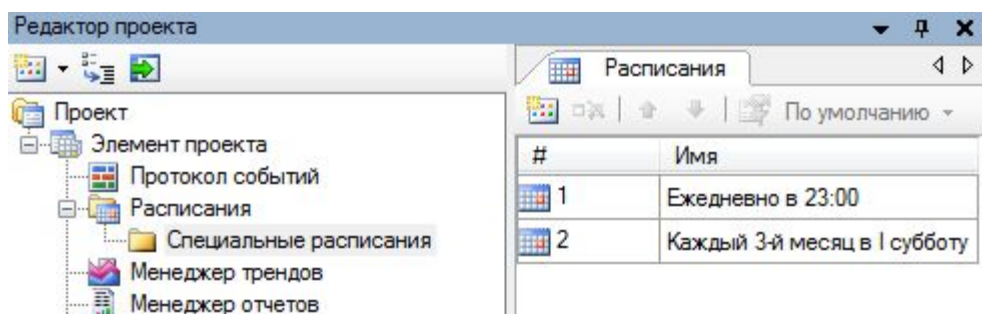 Редактор проекта
Проект
Элемент проекта
Протокол событий
Расписания
Специальные расписания
Менеджер трендов
Менеджер отчетов
Расписания
По умолчанию
# Имя
1 Ежедневно в 23:00
2 Каждый 3-й месяц в I субботу